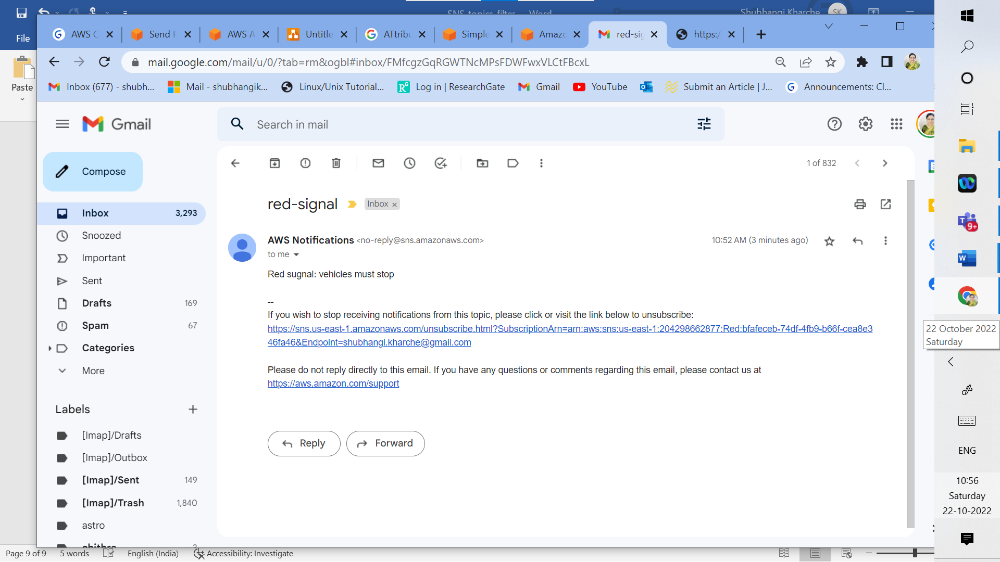 SNS_topics_filter - Word
Shubhangi Kharche
SK
File
AWS C
Send F
AWS A
Untitle
ATtribu
Simple
Amazo
red-sig
https:/
mail.google.com/mail/u/0/?tab=rm&ogbl#inbox/FMfcgzGqRGWTNcMPsFDWFwxVLCtFBcxL
Paste
Inbox (677) - shubh...
Mail - shubhangik...
Linux/Unix Tutorial...
Log in | ResearchGate
Gmail
YouTube
Submit an Article | J...
Announcements: Cl...
Gmail
Search in mail
Compose
1 of 832
Inbox 3,293
Snoozed
Important
Sent
Drafts 169
Spam 67
Categories
More
Labels
[Imap]/Drafts
[Imap]/Outbox
[Imap]/Sent 149
[Imap]/Trash 1,840
astro
chithra 3
red-signal
Inbox x
AWS Notifications <no-reply@sns.amazonaws.com>
10:52 AM (3 minutes ago)
to me
Red sugnal: vehicles must stop
--
If you wish to stop receiving notifications from this topic, please click or visit the link below to unsubscribe:
https://sns.us-east-1.amazonaws.com/unsubscribe.html?SubscriptionArn=arn:aws:sns:us-east-1:204298662877:Red:bfafeceb-74df-4fb9-b66f-cea8e3
46fa46&Endpoint=shubhangi.kharche@gmail.com
Please do not reply directly to this email. If you have any questions or comments regarding this email, please contact us at
https://aws.amazon.com/support
Reply
Forward
9+
22 October 2022
Saturday
ENG
10:56
Saturday
22-10-2022
Page 9 of 9
5 words
English (India)
Accessibility: Investigate